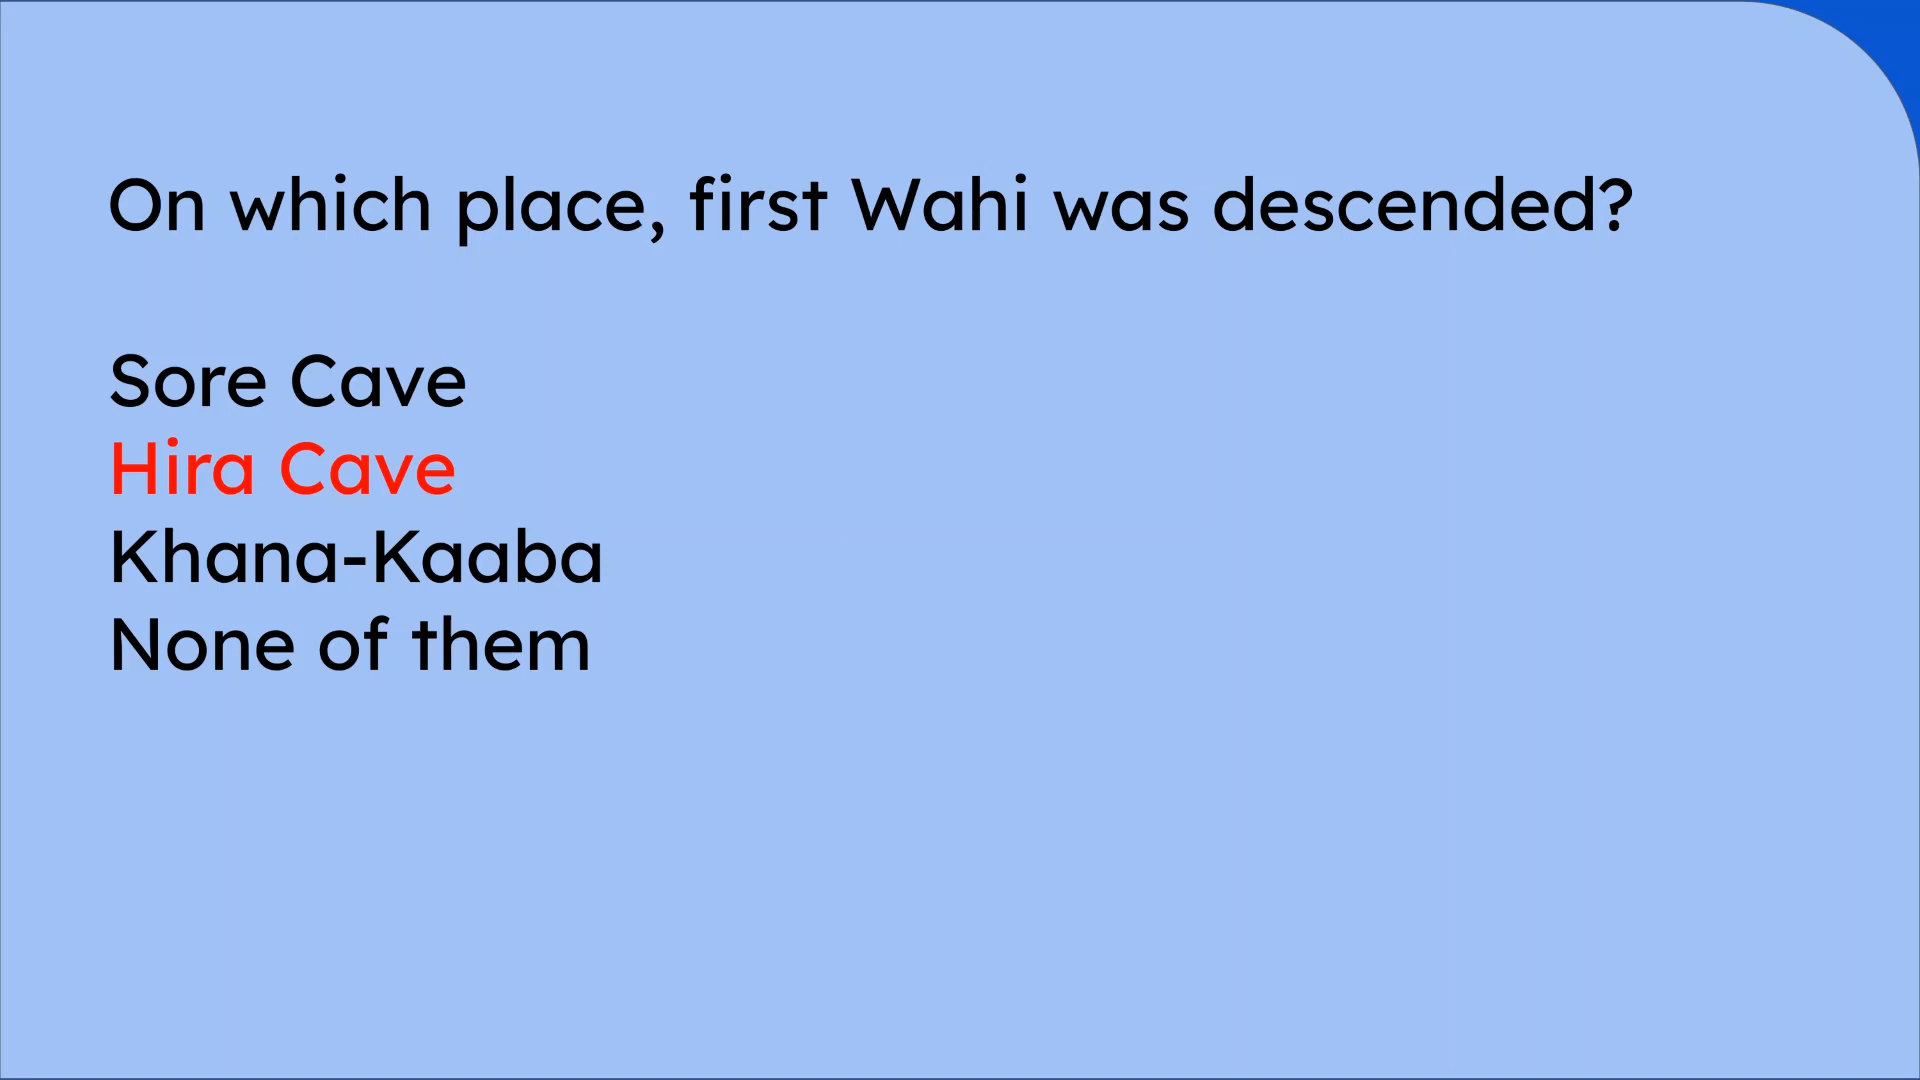 On which place, first Wahi was descended?
Sore Cave
Hira Cave
Khana-Kaaba
None of them